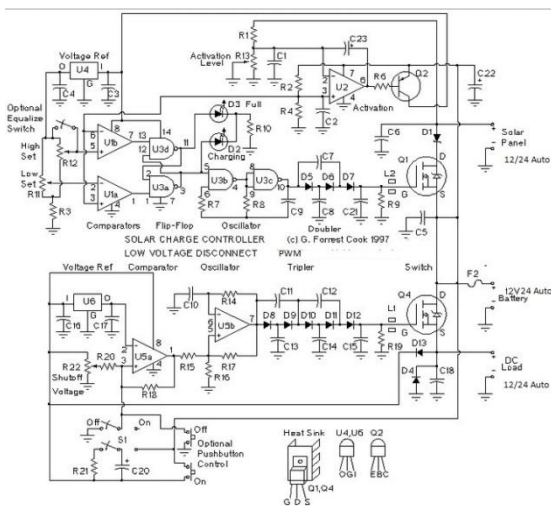 R1
C23
Voltage Ref
R13
C1
Activation
Level
O U4 I
G
C4 C3
R2
R4
U2
R6
Q2
C22
Activation
C2
D3 Full
D2
Charging
R10
C6
D1
Solar
Panel
12/24 Auto
Optional
Equalize
Switch
High
Set
R12
Low Set
R11
R3
U1b
U1a
U3d
U3a
U3b
U3c
R7
R8
C9
C7
D5 D6 D7
C8
C21
L2
R9
Q1
D
G
S
C5
Doubler
Comparators Flip-Flop Oscillator
SOLAR CHARGE CONTROLLER (c) G. Forrest Cook 1997
LOW VOLTAGE DISCONNECT PWM
Voltage Ref Comparator Oscillator Tripler Switch
F2
12V24 Auto
Battery
I U6 O
G
C16 C17
C10
R14
C11 C12
U5a
U5b
D8 D9 D10 D11 D12
C13 C14 C15
L1
R19
Q4
D
G
S
R22
R20
Shutoff
Voltage
R18
R15
R17
R16
D13
D4
C18
DC
Load
12/24 Auto
Off On
S1
R21
C20
Off
Optional
Pushbutton
Control
On
Heat Sink
U4,U6 Q2
Q1,Q4
G D S
OGI EBC